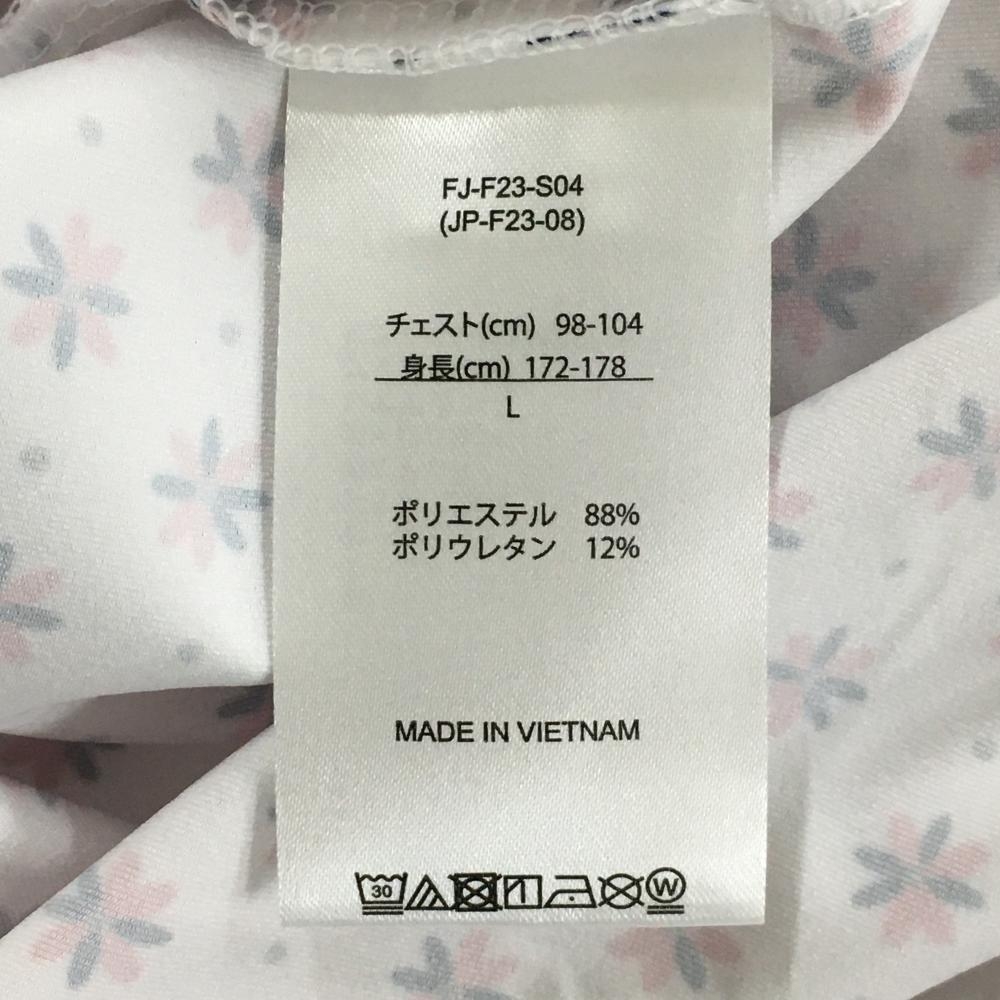 FJ-F23-S04
(JP-F23-08)
チェスト(cm) 98-104
身長(cm) 172-178
L
ポリエステル 88%
ポリウレタン 12%
MADE IN VIETNAM
30 W